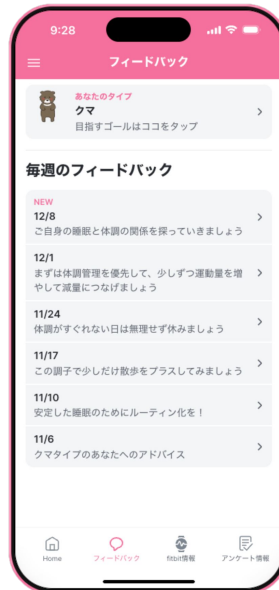 9:28
フィードバック
あなたのタイプ
クマ
目指すゴールはココをタップ
毎週のフィードバック
NEW
12/8
ご自身の睡眠と体調の関係を探っていきましょう
12/1
まずは体調管理を優先して、少しずつ運動量を増
やして減量につなげましょう
11/24
体調がすぐれない日は無理せず休みましょう
11/17
この調子で少しだけ散歩をプラスしてみましょう
11/10
安定した睡眠のためにルーティン化を！
11/6
クマタイプのあなたへのアドバイス
Home
フィードバック
fitbit情報
アンケート情報